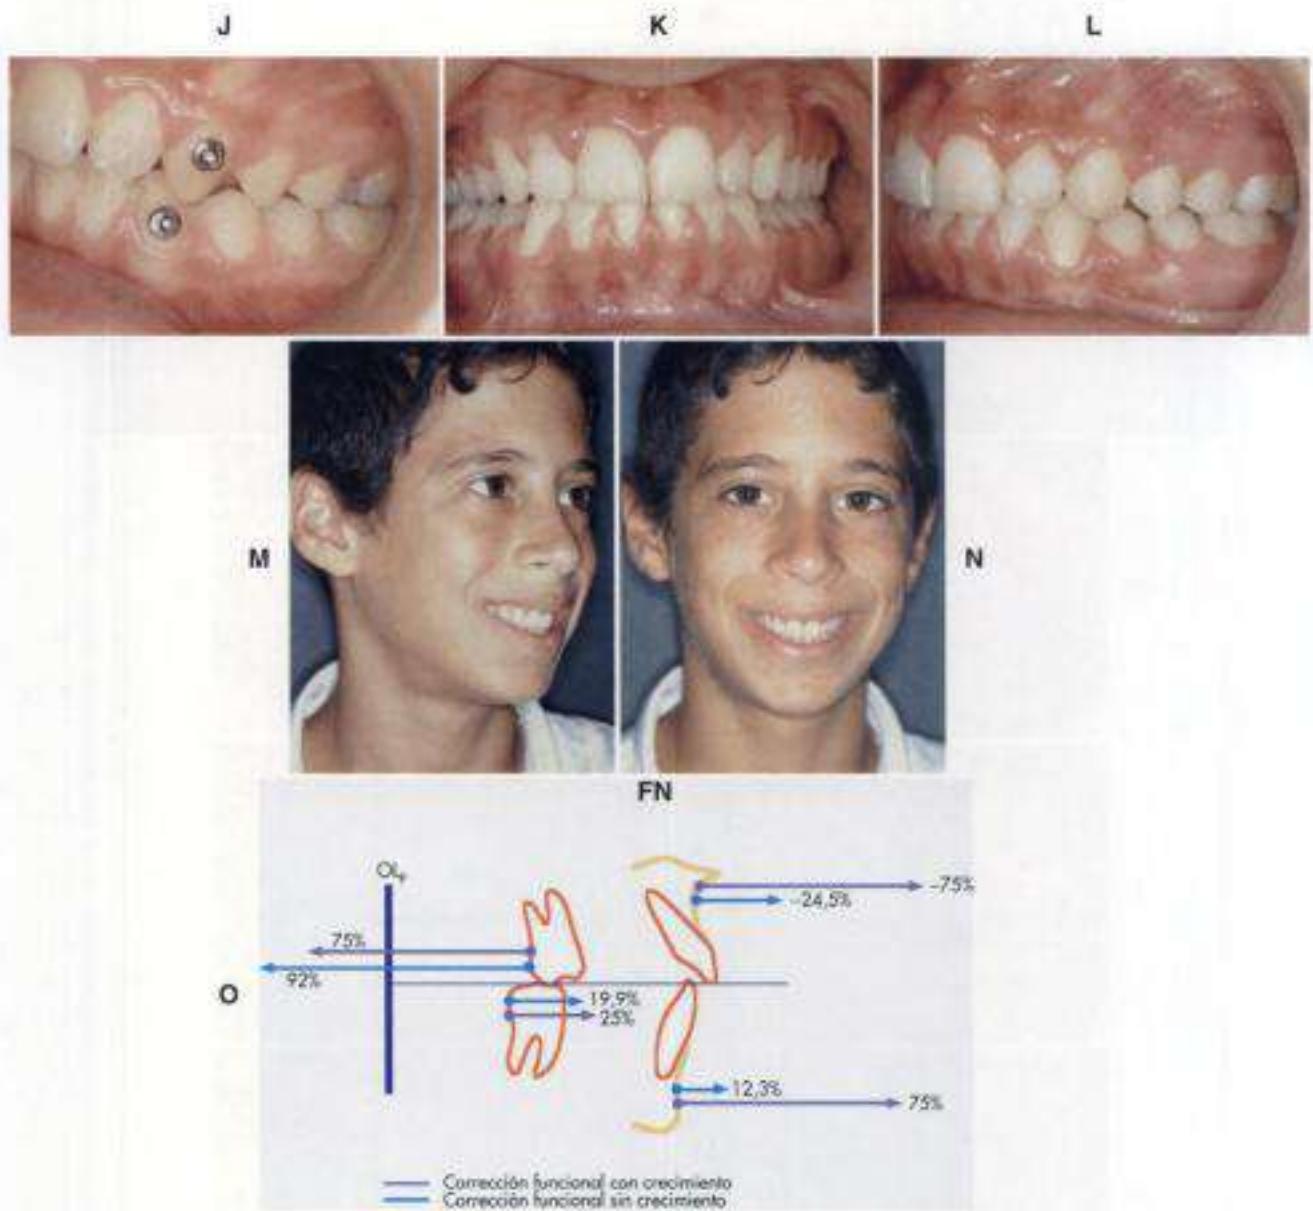 J
K
L
M
N
FN
OLp
–75%
–24,5%
75%
92%
O
19,9%
25%
12,3%
75%
Corrección funcional con crecimiento
Corrección funcional sin crecimiento